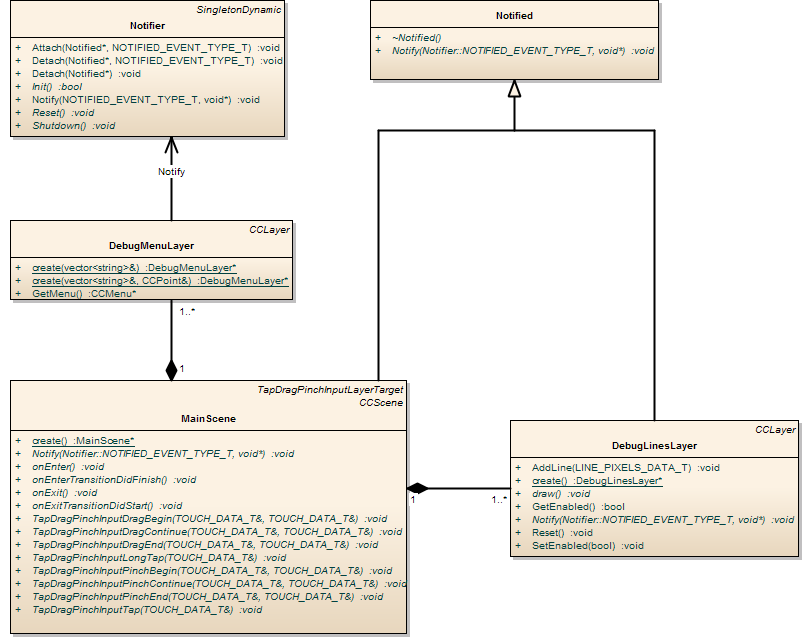 SingletonDynamic
Notifier
+ Attach(Notified*, NOTIFIED_EVENT_TYPE_T) :void
+ Detach(Notified*, NOTIFIED_EVENT_TYPE_T) :void
+ Detach(Notified*) :void
+ Init() :bool
+ Notify(NOTIFIED_EVENT_TYPE_T, void*) :void
+ Reset() :void
+ Shutdown() :void
Notified
+ ~Notified()
+ Notify(Notifier::NOTIFIED_EVENT_TYPE_T, void*) :void
Notify
CCLayer
DebugMenuLayer
+ create(vector<string>&) :DebugMenuLayer*
+ create(vector<string>&, CCPoint&) :DebugMenuLayer*
+ GetMenu() :CCMenu*
1..*
1
TapDragPinchInputLayerTarget
CCScene
MainScene
+ create() :MainScene*
+ Notify(Notifier::NOTIFIED_EVENT_TYPE_T, void*) :void
+ onEnter() :void
+ onEnterTransitionDidFinish() :void
+ onExit() :void
+ onExitTransitionDidStart() :void
+ TapDragPinchInputDragBegin(TOUCH_DATA_T&, TOUCH_DATA_T&) :void
+ TapDragPinchInputDragContinue(TOUCH_DATA_T&, TOUCH_DATA_T&) :void
+ TapDragPinchInputDragEnd(TOUCH_DATA_T&, TOUCH_DATA_T&) :void
+ TapDragPinchInputLongTap(TOUCH_DATA_T&) :void
+ TapDragPinchInputPinchBegin(TOUCH_DATA_T&, TOUCH_DATA_T&) :void
+ TapDragPinchInputPinchContinue(TOUCH_DATA_T&, TOUCH_DATA_T&) :void
+ TapDragPinchInputPinchEnd(TOUCH_DATA_T&, TOUCH_DATA_T&) :void
+ TapDragPinchInputTap(TOUCH_DATA_T&) :void
1
1..*
CCLayer
DebugLinesLayer
+ AddLine(LINE_PIXELS_DATA_T) :void
+ create() :DebugLinesLayer*
+ draw() :void
+ GetEnabled() :bool
+ Notify(Notifier::NOTIFIED_EVENT_TYPE_T, void*) :void
+ Reset() :void
+ SetEnabled(bool) :void